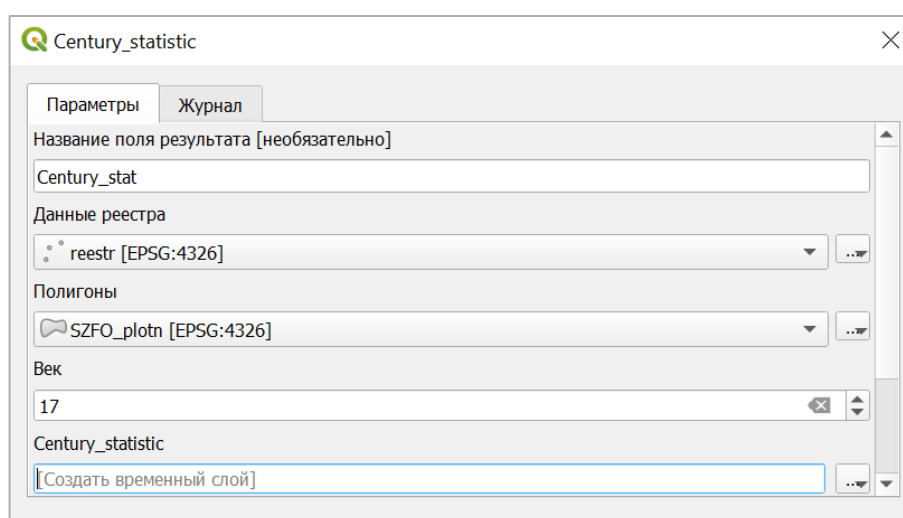 Century_statistic
Параметры Журнал
Название поля результата [необязательно]
Century_stat
Данные реестра
reestr [EPSG:4326]
Полигоны
SZFO_plotn [EPSG:4326]
Век
17
Century_statistic
[Создать временный слой]